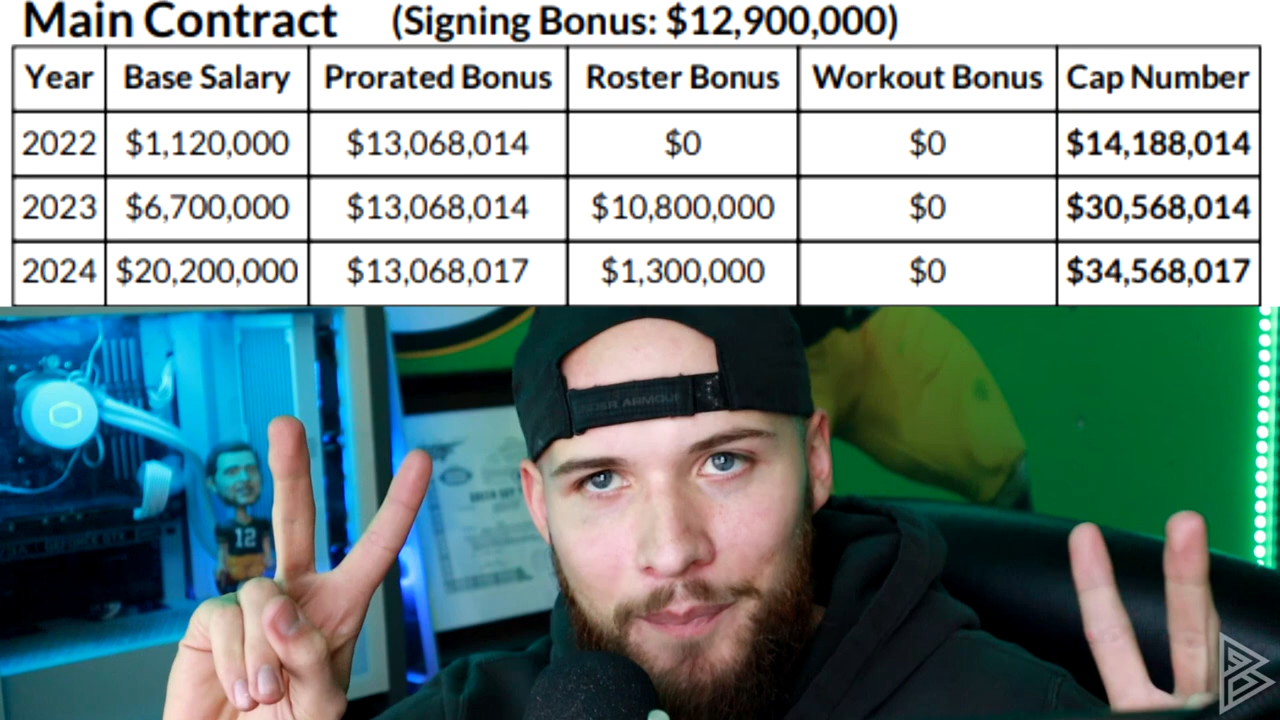 Main Contract (Signing Bonus: $12,900,000)
Year Base Salary Prorated Bonus Roster Bonus Workout Bonus Cap Number
2022 $1,120,000 $13,068,014 $0 $0 $14,188,014
2023 $6,700,000 $13,068,014 $10,800,000 $0 $30,568,014
2024 $20,200,000 $13,068,017 $1,300,000 $0 $34,568,017
UNDER ARMOUR
12